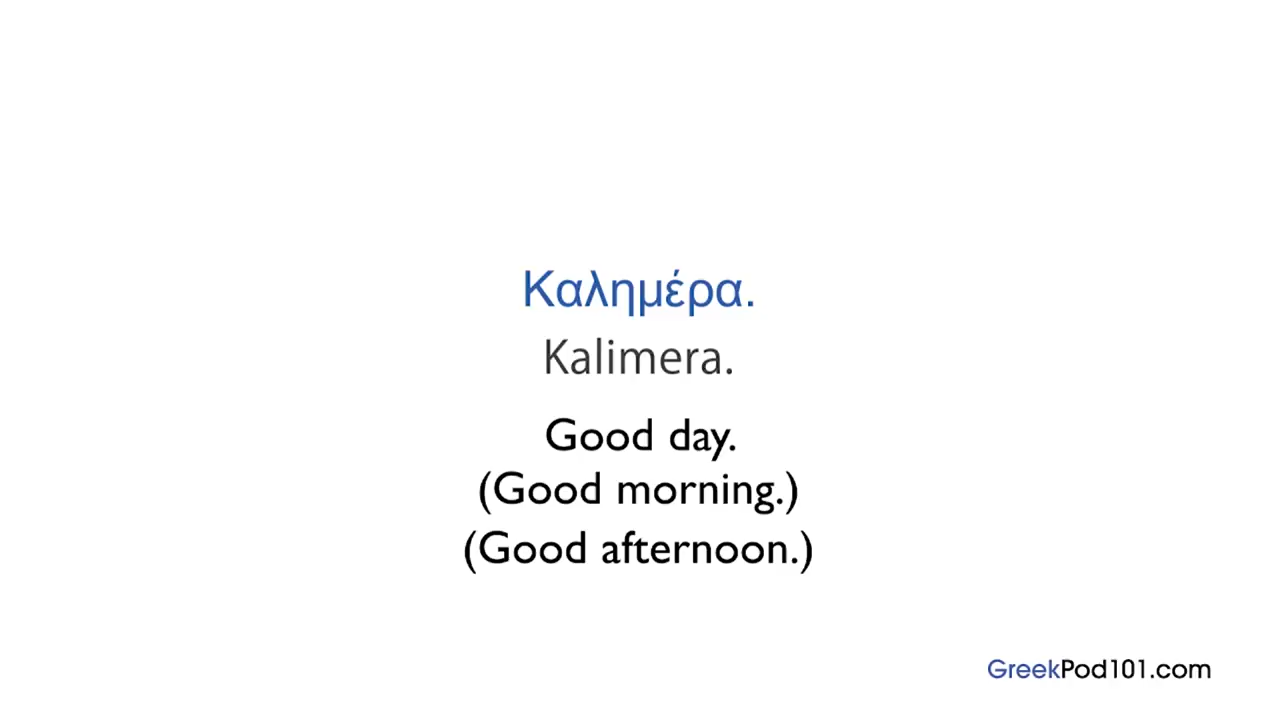 Καλημέρα.
Kalimera.
Good day.
(Good morning.)
(Good afternoon.)
GreekPod101.com